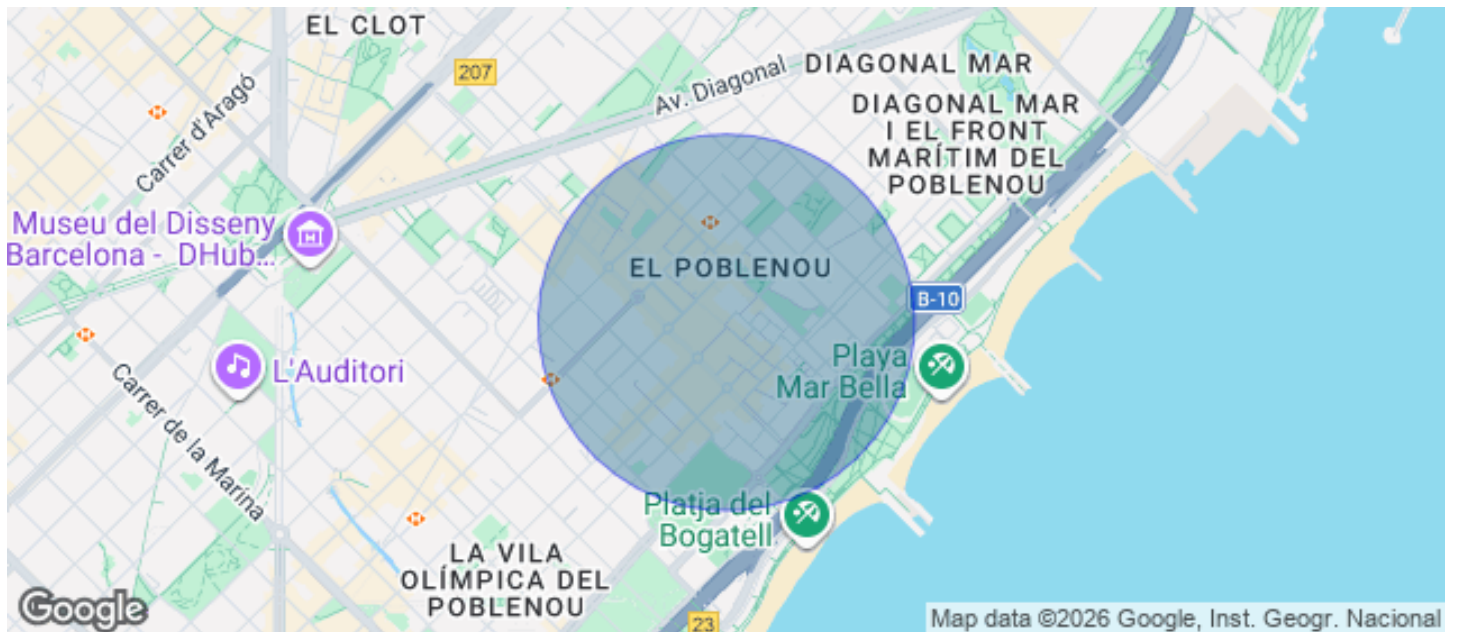 EL CLOT
207
Carrer d'Aragó
Av. Diagonal
DIAGONAL MAR
DIAGONAL MAR
I EL FRONT
MARÍTIM DEL
POBLENOU
Museu del Disseny
Barcelona - DHub...
EL POBLENOU
B-10
L'Auditori
Playa
Mar Bella
Carrer de la Marina
Platja del
Bogatell
LA VILA
OLÍMPICA DEL
POBLENOU
23
Google
Map data ©2026 Google, Inst. Geogr. Nacional